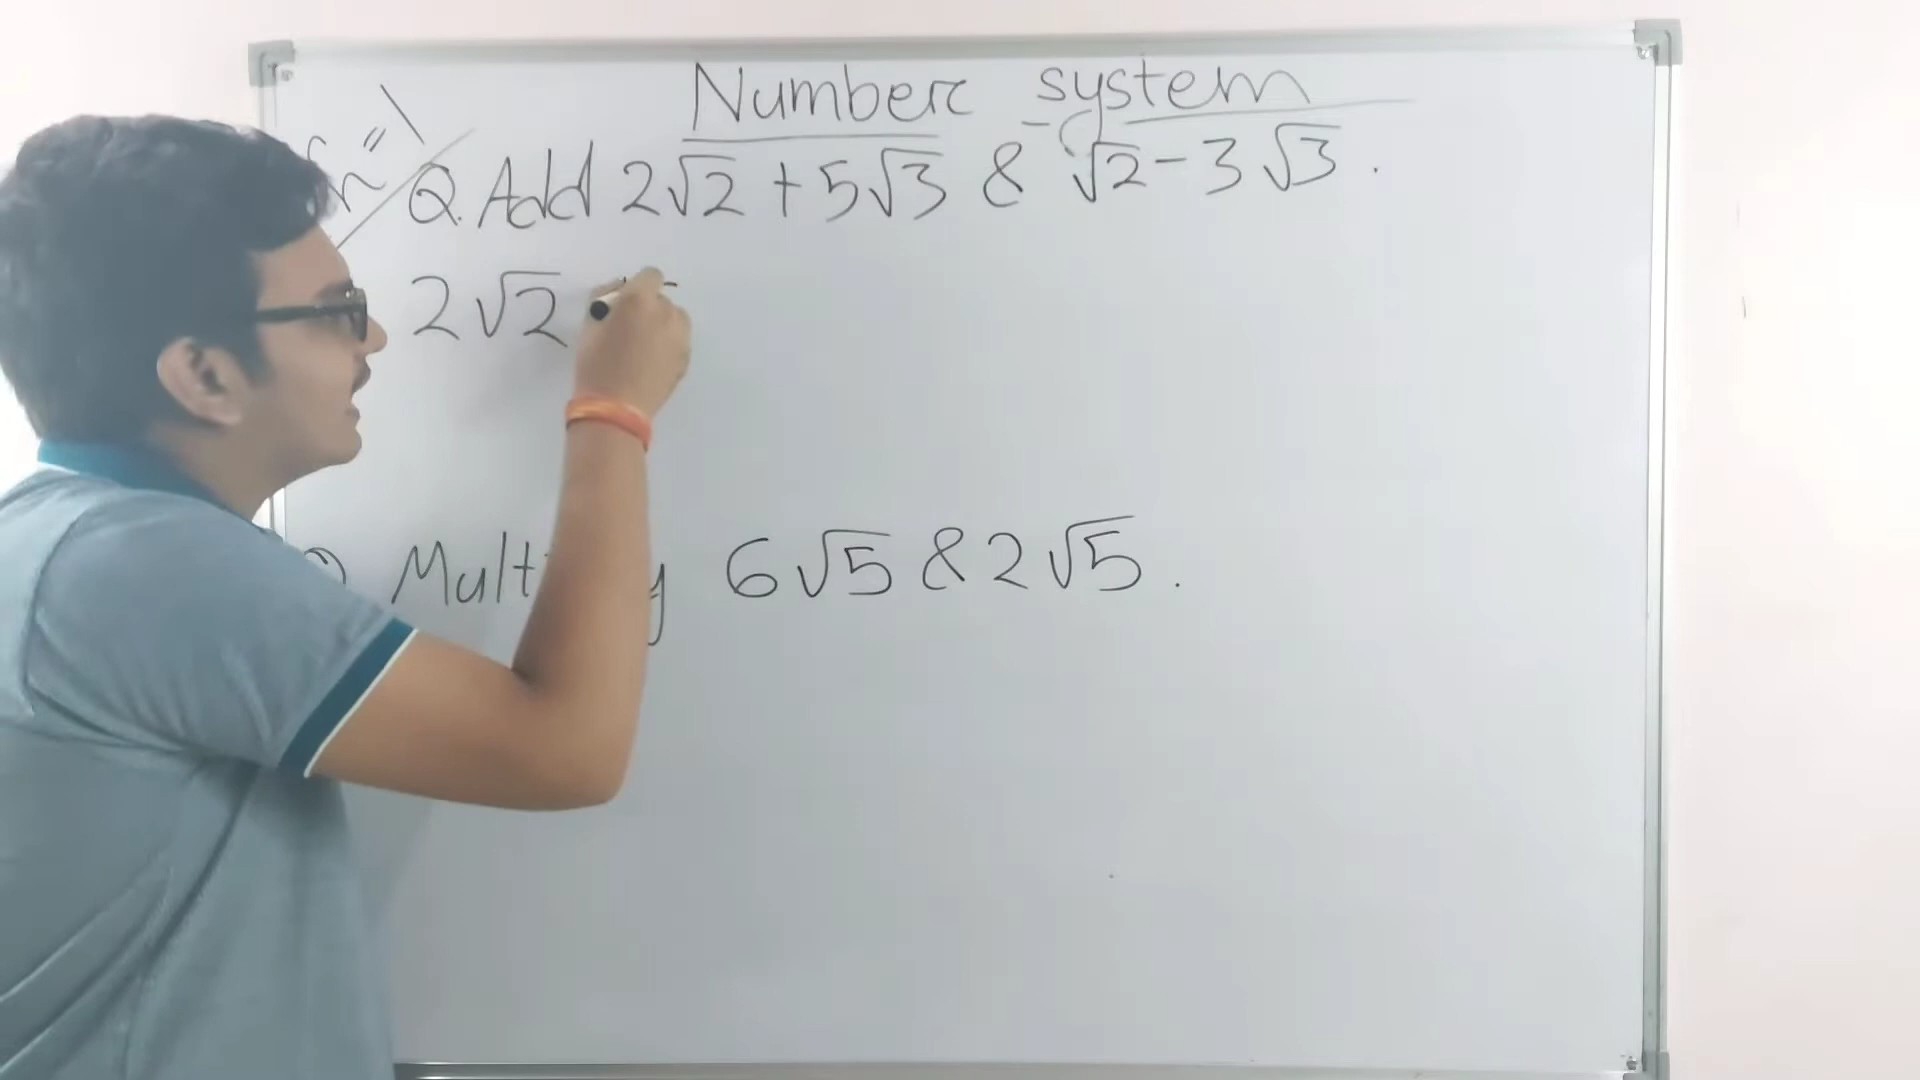 Number system
Q. Add 2√2 + 5√3 & √2 - 3√3.
2√2
6√5 & 2√5.